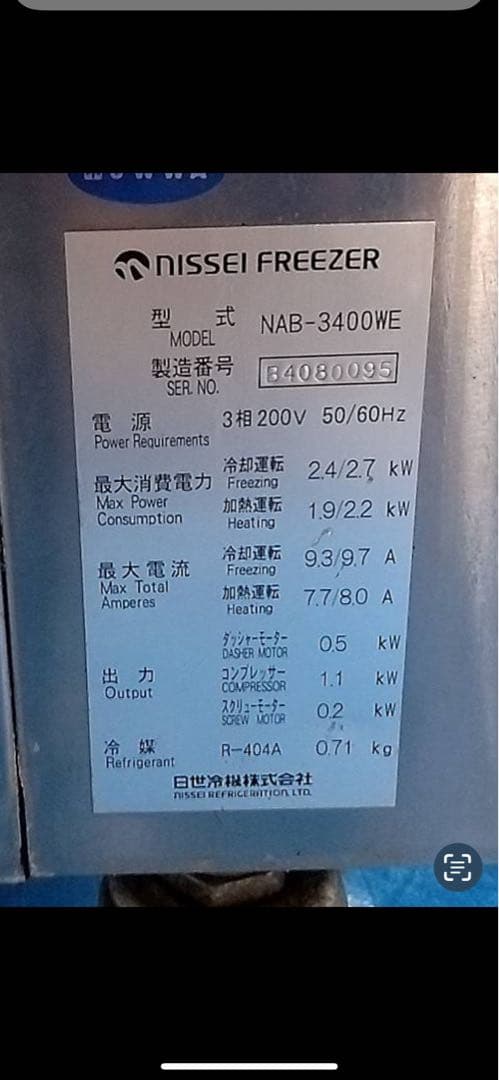 NISSEI FREEZER
型 式 NAB-3400WE
MODEL
製造番号 B4080095
SER. NO.
電 源 3相200V 50/60Hz
Power Requirements
最大消費電力 冷却運転 2.4/2.7 kW
Max Power Freezing
Consumption 加熱運転 1.9/2.2 kW
Heating
最大電流 冷却運転 9.3/9.7 A
Max Total Freezing
Amperes 加熱運転 7.7/8.0 A
Heating
ダッシャーモーター 0.5 kW
DASHER MOTOR
出 力 コンプレッサー 1.1 kW
Output COMPRESSOR
スクリューモーター 0.2 kW
SCREW MOTOR
冷 媒 R-404A 0.71 kg
Refrigerant
日世冷機株式会社
NISSEI REFRIGERATION, LTD.